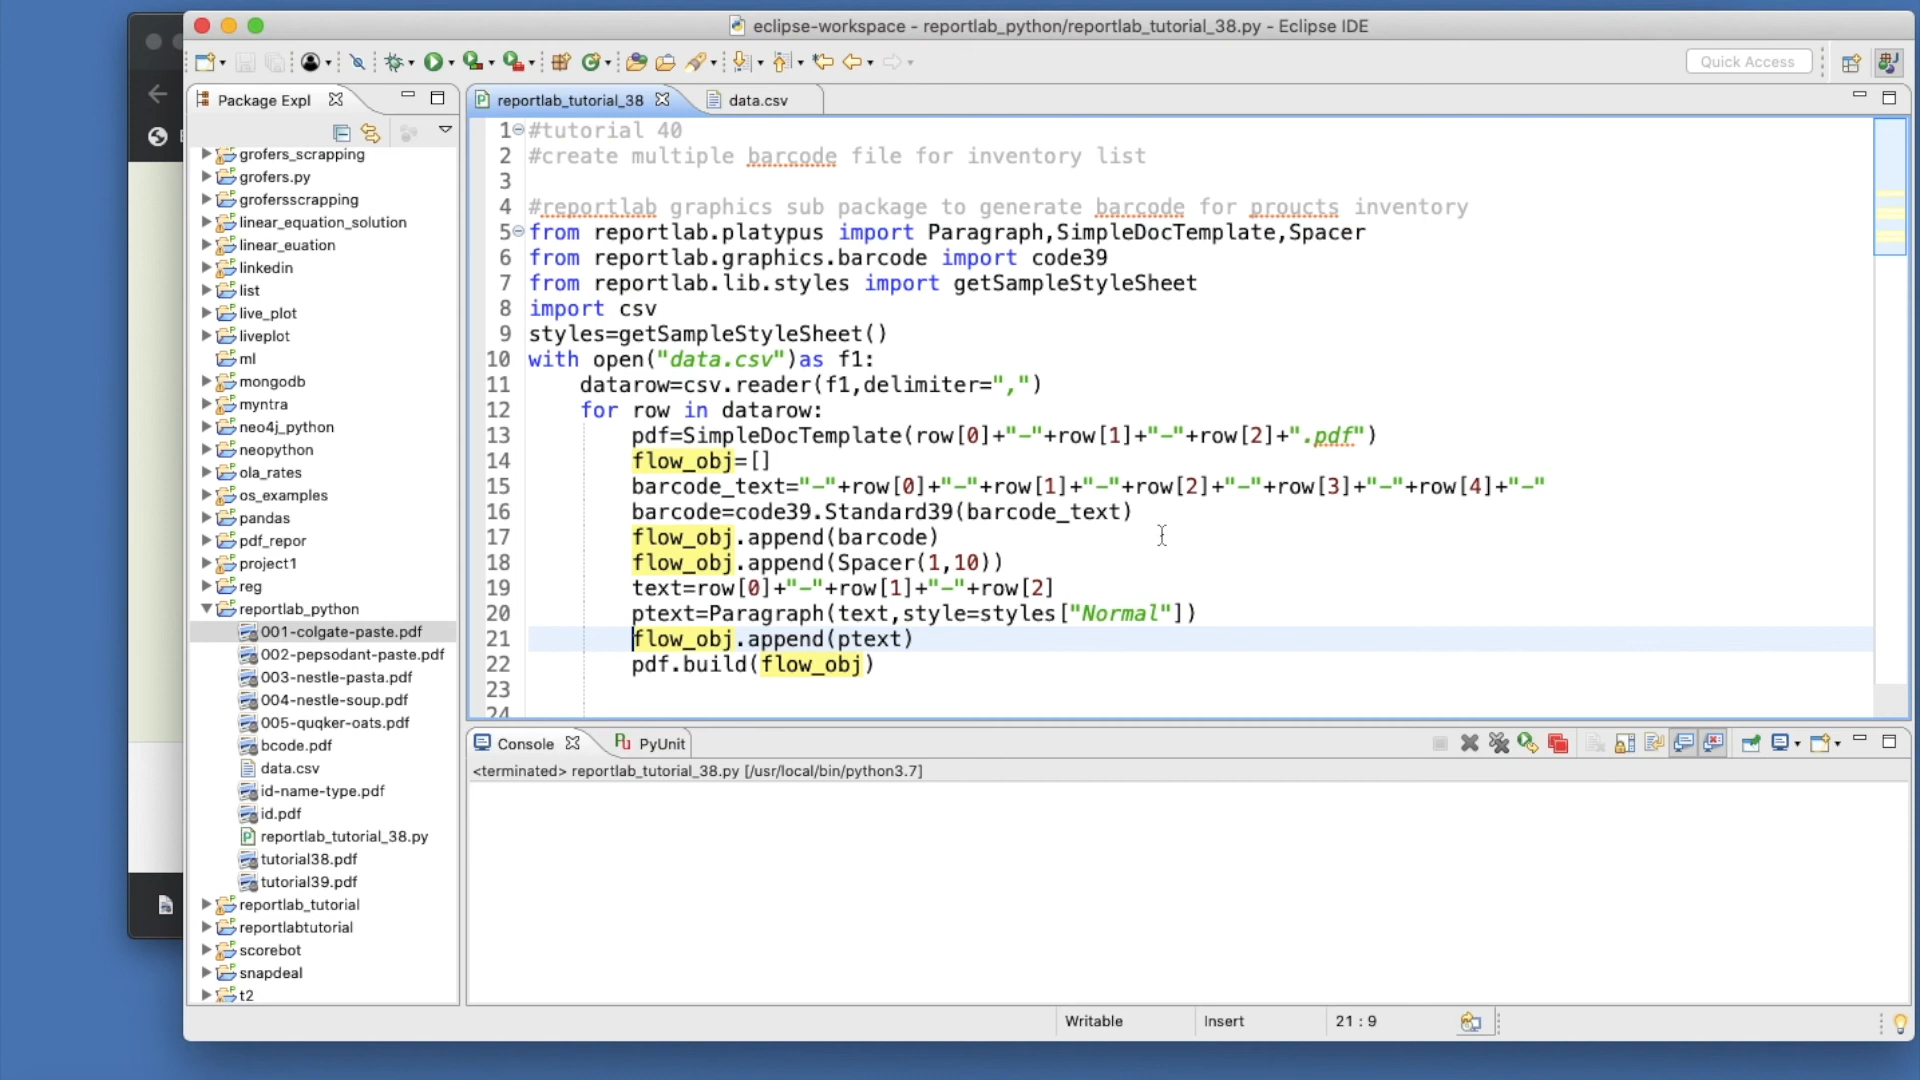 eclipse-workspace - reportlab_python/reportlab_tutorial_38.py - Eclipse IDE
Quick Access
Package Expl
reportlab_tutorial_38
data.csv
grofers_scrapping
grofers.py
grofersscrapping
linear_equation_solution
linear_euation
linkedin
list
live_plot
liveplot
ml
mongodb
myntra
neo4j_python
neopython
ola_rates
os_examples
pandas
pdf_repor
project1
reg
reportlab_python
001-colgate-paste.pdf
002-pepsodant-paste.pdf
003-nestle-pasta.pdf
004-nestle-soup.pdf
005-quqker-oats.pdf
bcode.pdf
data.csv
id-name-type.pdf
id.pdf
reportlab_tutorial_38.py
tutorial38.pdf
tutorial39.pdf
reportlab_tutorial
reportlabtutorial
scorebot
snapdeal
t2
1 #tutorial 40
2 #create multiple barcode file for inventory list
3
4 #reportlab graphics sub package to generate barcode for proucts inventory
5 from reportlab.platypus import Paragraph,SimpleDocTemplate,Spacer
6 from reportlab.graphics.barcode import code39
7 from reportlab.lib.styles import getSampleStyleSheet
8 import csv
9 styles=getSampleStyleSheet()
10 with open("data.csv")as f1:
11 datarow=csv.reader(f1,delimiter=",")
12 for row in datarow:
13 pdf=SimpleDocTemplate(row[0]+"-"+row[1]+"-"+row[2]+".pdf")
14 flow_obj=[]
15 barcode_text="-"+row[0]+"-"+row[1]+"-"+row[2]+"-"+row[3]+"-"+row[4]+"-"
16 barcode=code39.Standard39(barcode_text)
17 flow_obj.append(barcode)
18 flow_obj.append(Spacer(1,10))
19 text=row[0]+"-"+row[1]+"-"+row[2]
20 ptext=Paragraph(text,style=styles["Normal"])
21 flow_obj.append(ptext)
22 pdf.build(flow_obj)
23
24
Console
PyUnit
<terminated> reportlab_tutorial_38.py [/usr/local/bin/python3.7]
Writable
Insert
21 : 9